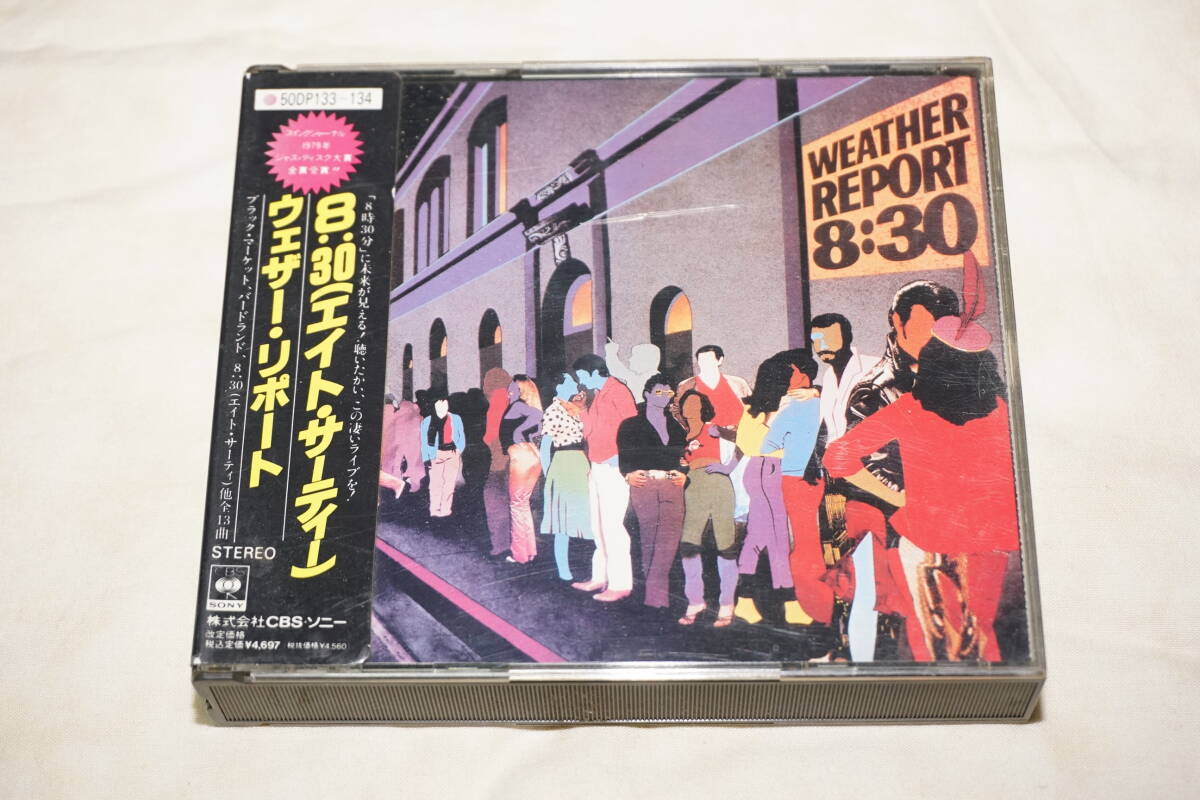 50DP133~134
スイングジャーナル
1979年
ジャズ・ディスク大賞
金賞受賞!!
「8時30分」に未来が見える!聴いたかい、この凄いライブを!
8:30(エイト・サーティー)
ウェザー・リポート
ブラック・マーケット、バードランド、8:30(エイト・サーティ)他全13曲
STEREO
CBS
SONY
株式会社CBS・ソニー
改定価格
税込定価¥4,697 税抜価格¥4,560
WEATHER
REPORT
8:30